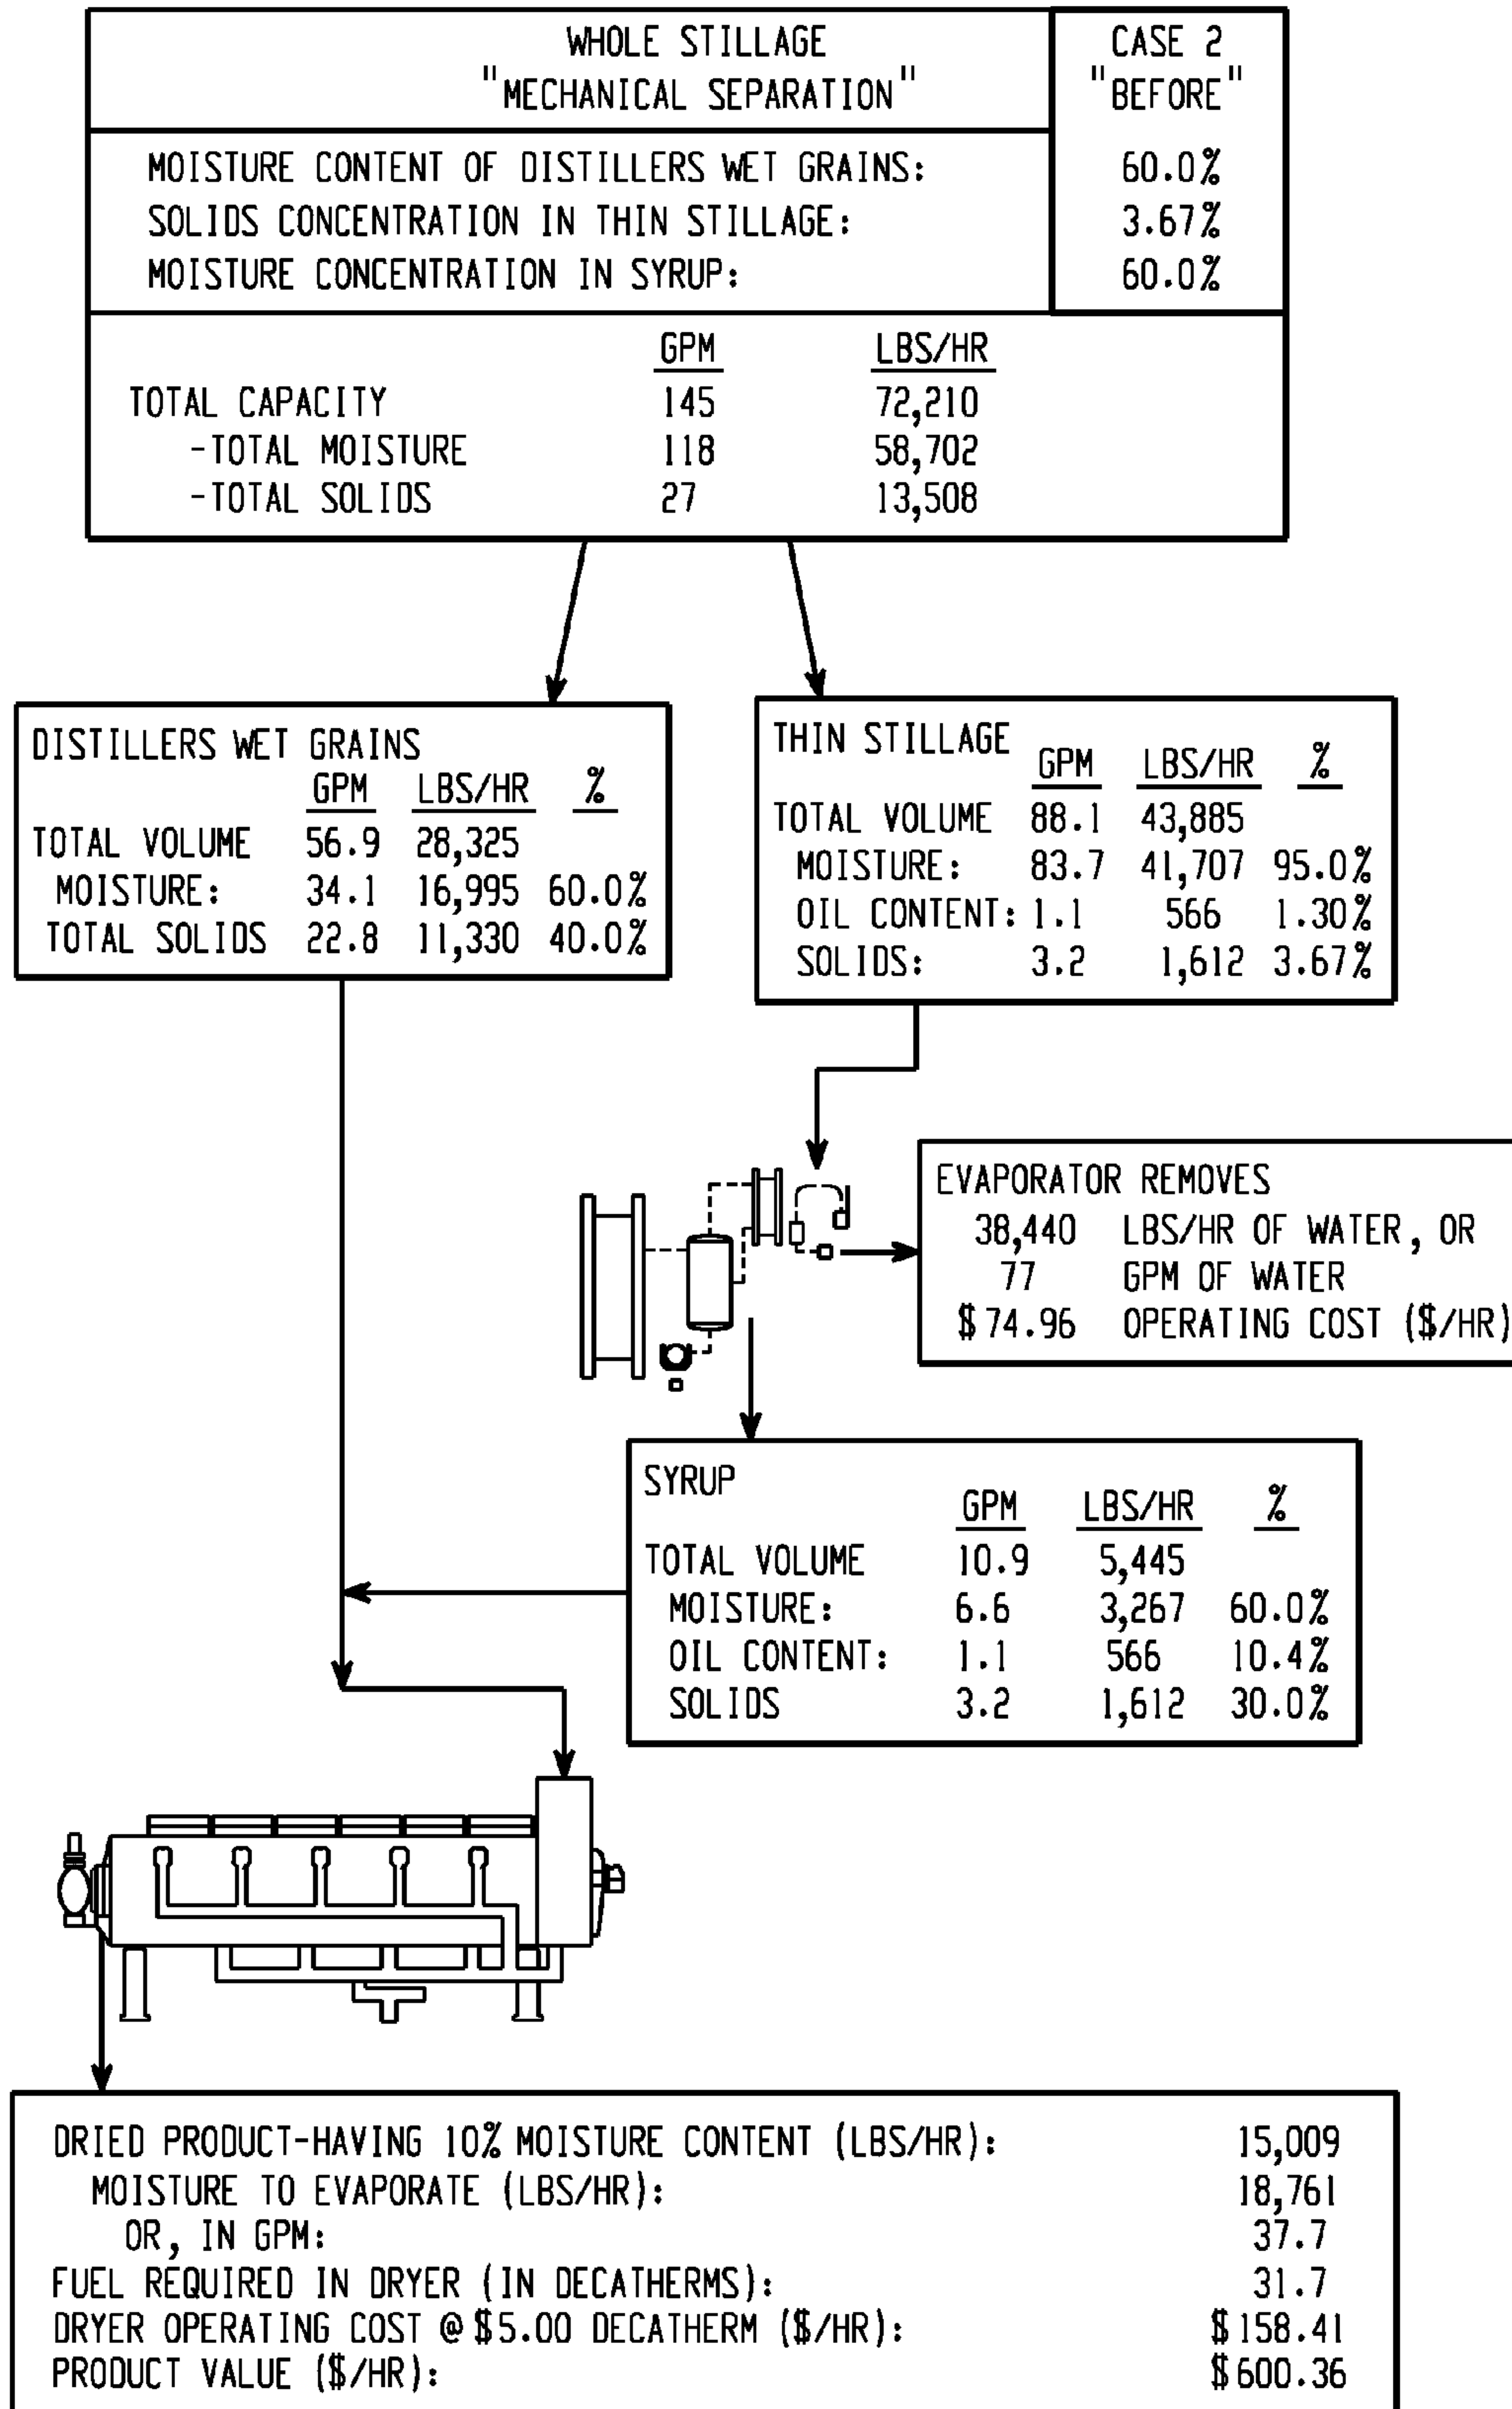 WHOLE STILLAGE
"MECHANICAL SEPARATION"
CASE 2
"BEFORE"
MOISTURE CONTENT OF DISTILLERS WET GRAINS: 60.0%
SOLIDS CONCENTRATION IN THIN STILLAGE: 3.67%
MOISTURE CONCENTRATION IN SYRUP: 60.0%
GPM LBS/HR
TOTAL CAPACITY 145 72,210
-TOTAL MOISTURE 118 58,702
-TOTAL SOLIDS 27 13,508
DISTILLERS WET GRAINS
GPM LBS/HR %
TOTAL VOLUME 56.9 28,325
MOISTURE: 34.1 16,995 60.0%
TOTAL SOLIDS 22.8 11,330 40.0%
THIN STILLAGE GPM LBS/HR %
TOTAL VOLUME 88.1 43,885
MOISTURE: 83.7 41,707 95.0%
OIL CONTENT: 1.1 566 1.30%
SOLIDS: 3.2 1,612 3.67%
EVAPORATOR REMOVES
38,440 LBS/HR OF WATER, OR
77 GPM OF WATER
$74.96 OPERATING COST ($/HR)
SYRUP
GPM LBS/HR %
TOTAL VOLUME 10.9 5,445
MOISTURE: 6.6 3,267 60.0%
OIL CONTENT: 1.1 566 10.4%
SOLIDS 3.2 1,612 30.0%
DRIED PRODUCT-HAVING 10% MOISTURE CONTENT (LBS/HR): 15,009
MOISTURE TO EVAPORATE (LBS/HR): 18,761
OR, IN GPM: 37.7
FUEL REQUIRED IN DRYER (IN DECATHERMS): 31.7
DRYER OPERATING COST @ $5.00 DECATHERM ($/HR): $158.41
PRODUCT VALUE ($/HR): $600.36